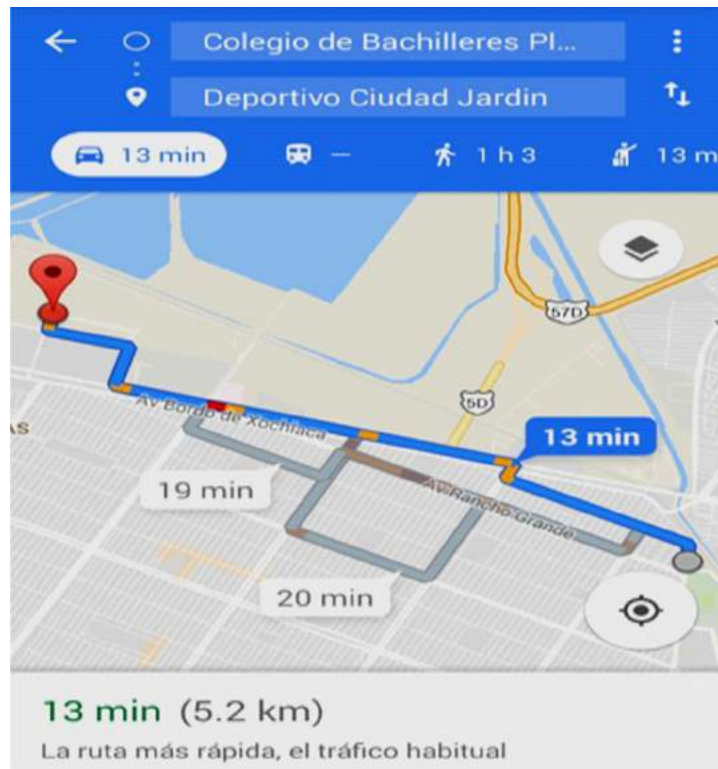 Colegio de Bachilleres Pl...
Deportivo Ciudad Jardin
13 min
—
1 h 3
13 m
57D
5D
AS
Av Bordo de Xochiaca
13 min
19 min
Av Rancho Grande
20 min
13 min (5.2 km)
La ruta más rápida, el tráfico habitual